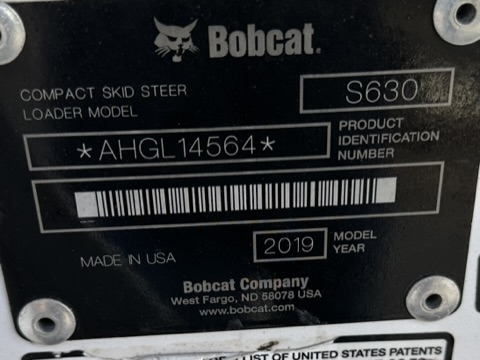 Bobcat.
COMPACT SKID STEER
LOADER MODEL
S630
*AHGL14564*
PRODUCT
IDENTIFICATION
NUMBER
MADE IN USA
2019
MODEL
YEAR
Bobcat Company
West Fargo, ND 58078 USA
www.bobcat.com
LIST OF UNITED STATES PATENTS